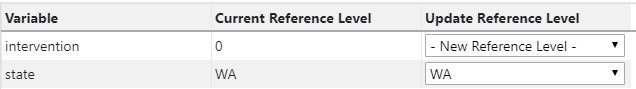 Variable Current Reference Level Update Reference Level
intervention 0 - New Reference Level -
state WA WA